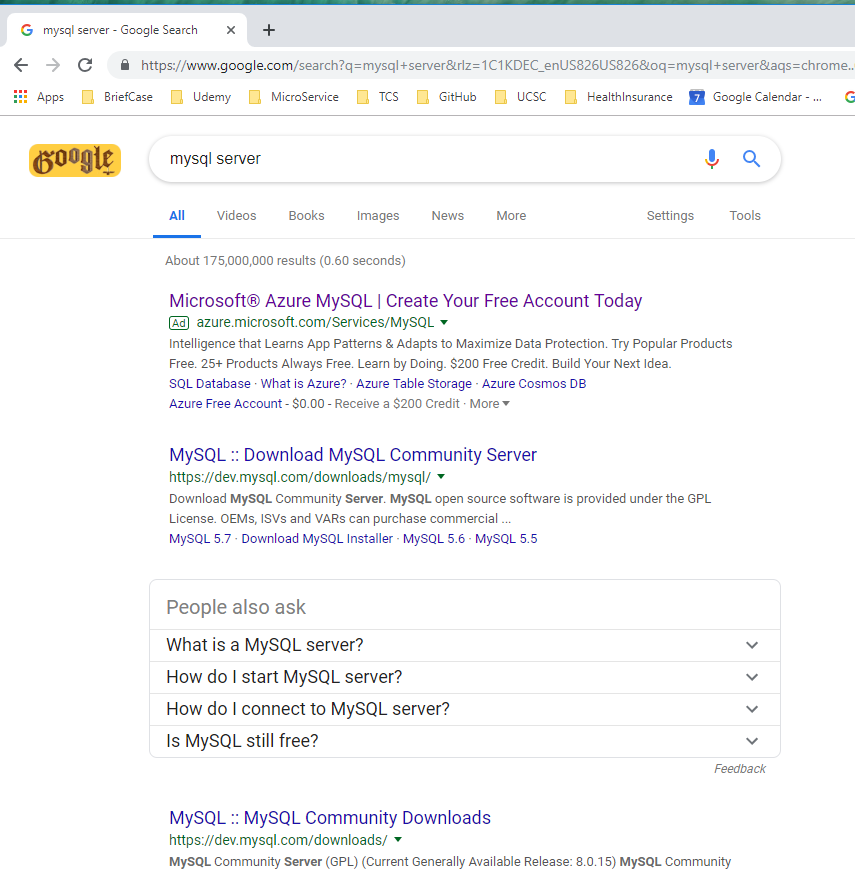 mysql server - Google Search
https://www.google.com/search?q=mysql+server&rlz=1C1KDEC_enUS826US826&oq=mysql+server&aqs=chrome..
Apps BriefCase Udemy MicroService TCS GitHub UCSC HealthInsurance 7 Google Calendar - ...
Google mysql server
All Videos Books Images News More Settings Tools
About 175,000,000 results (0.60 seconds)
Microsoft® Azure MySQL | Create Your Free Account Today
Ad azure.microsoft.com/Services/MySQL
Intelligence that Learns App Patterns & Adapts to Maximize Data Protection. Try Popular Products
Free. 25+ Products Always Free. Learn by Doing. $200 Free Credit. Build Your Next Idea.
SQL Database · What is Azure? · Azure Table Storage · Azure Cosmos DB
Azure Free Account - $0.00 - Receive a $200 Credit · More
MySQL :: Download MySQL Community Server
https://dev.mysql.com/downloads/mysql/
Download MySQL Community Server. MySQL open source software is provided under the GPL
License. OEMs, ISVs and VARs can purchase commercial ...
MySQL 5.7 · Download MySQL Installer · MySQL 5.6 · MySQL 5.5
People also ask
What is a MySQL server?
How do I start MySQL server?
How do I connect to MySQL server?
Is MySQL still free?
Feedback
MySQL :: MySQL Community Downloads
https://dev.mysql.com/downloads/
MySQL Community Server (GPL) (Current Generally Available Release: 8.0.15) MySQL Community